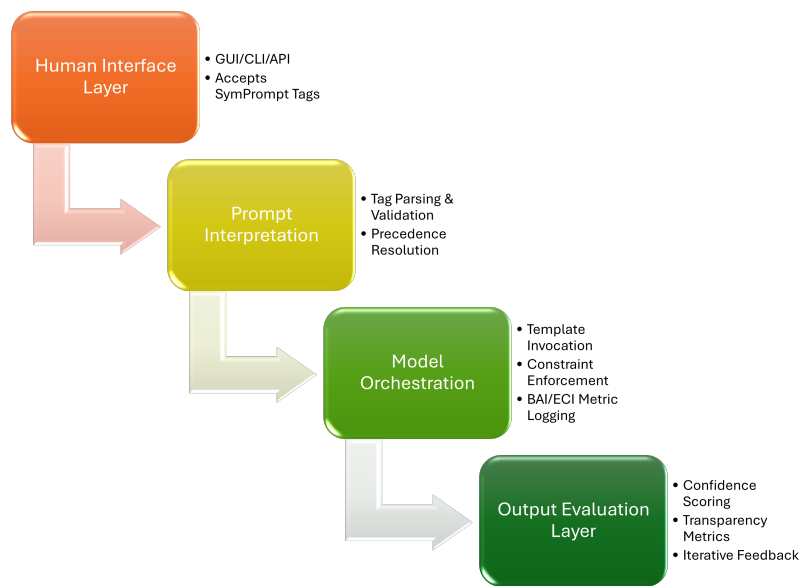 Human Interface
Layer
• GUI/CLI/API
• Accepts
SymPrompt Tags
Prompt
Interpretation
• Tag Parsing &
Validation
• Precedence
Resolution
Model
Orchestration
• Template
Invocation
• Constraint
Enforcement
• BAI/ECI Metric
Logging
Output Evaluation
Layer
• Confidence
Scoring
• Transparency
Metrics
• Iterative Feedback